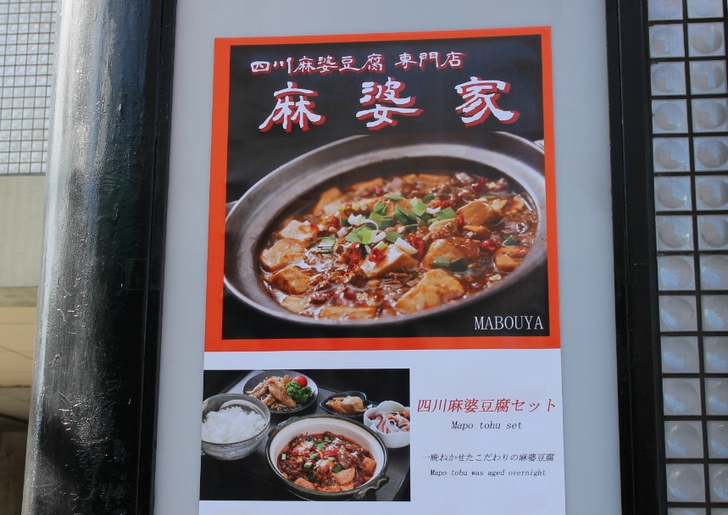 四川麻婆豆腐 専門店
麻婆家
MABOUYA
四川麻婆豆腐セット
Mapo tohu set
一晩ねかせたこだわりの麻婆豆腐
Mapo tohu was aged overnight